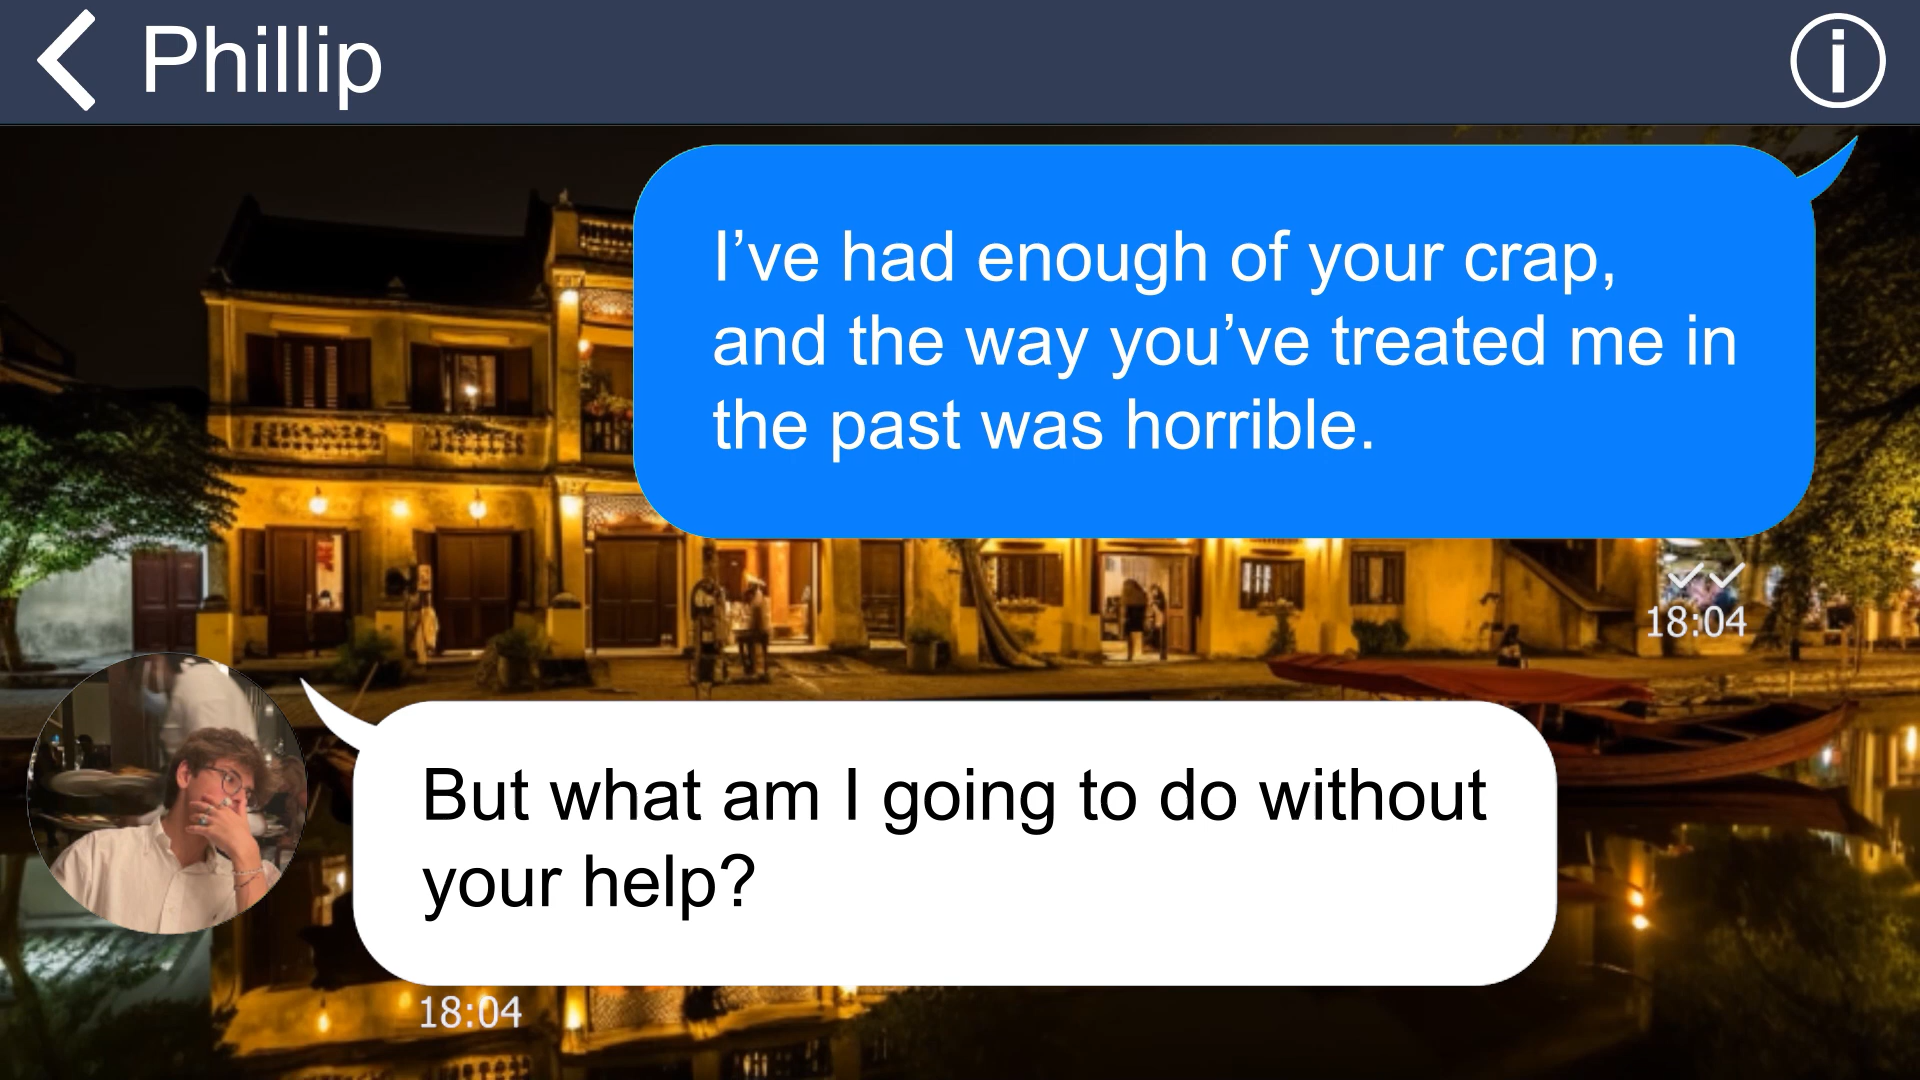 Phillip
I’ve had enough of your crap,
and the way you’ve treated me in
the past was horrible.
18:04
But what am I going to do without
your help?
18:04